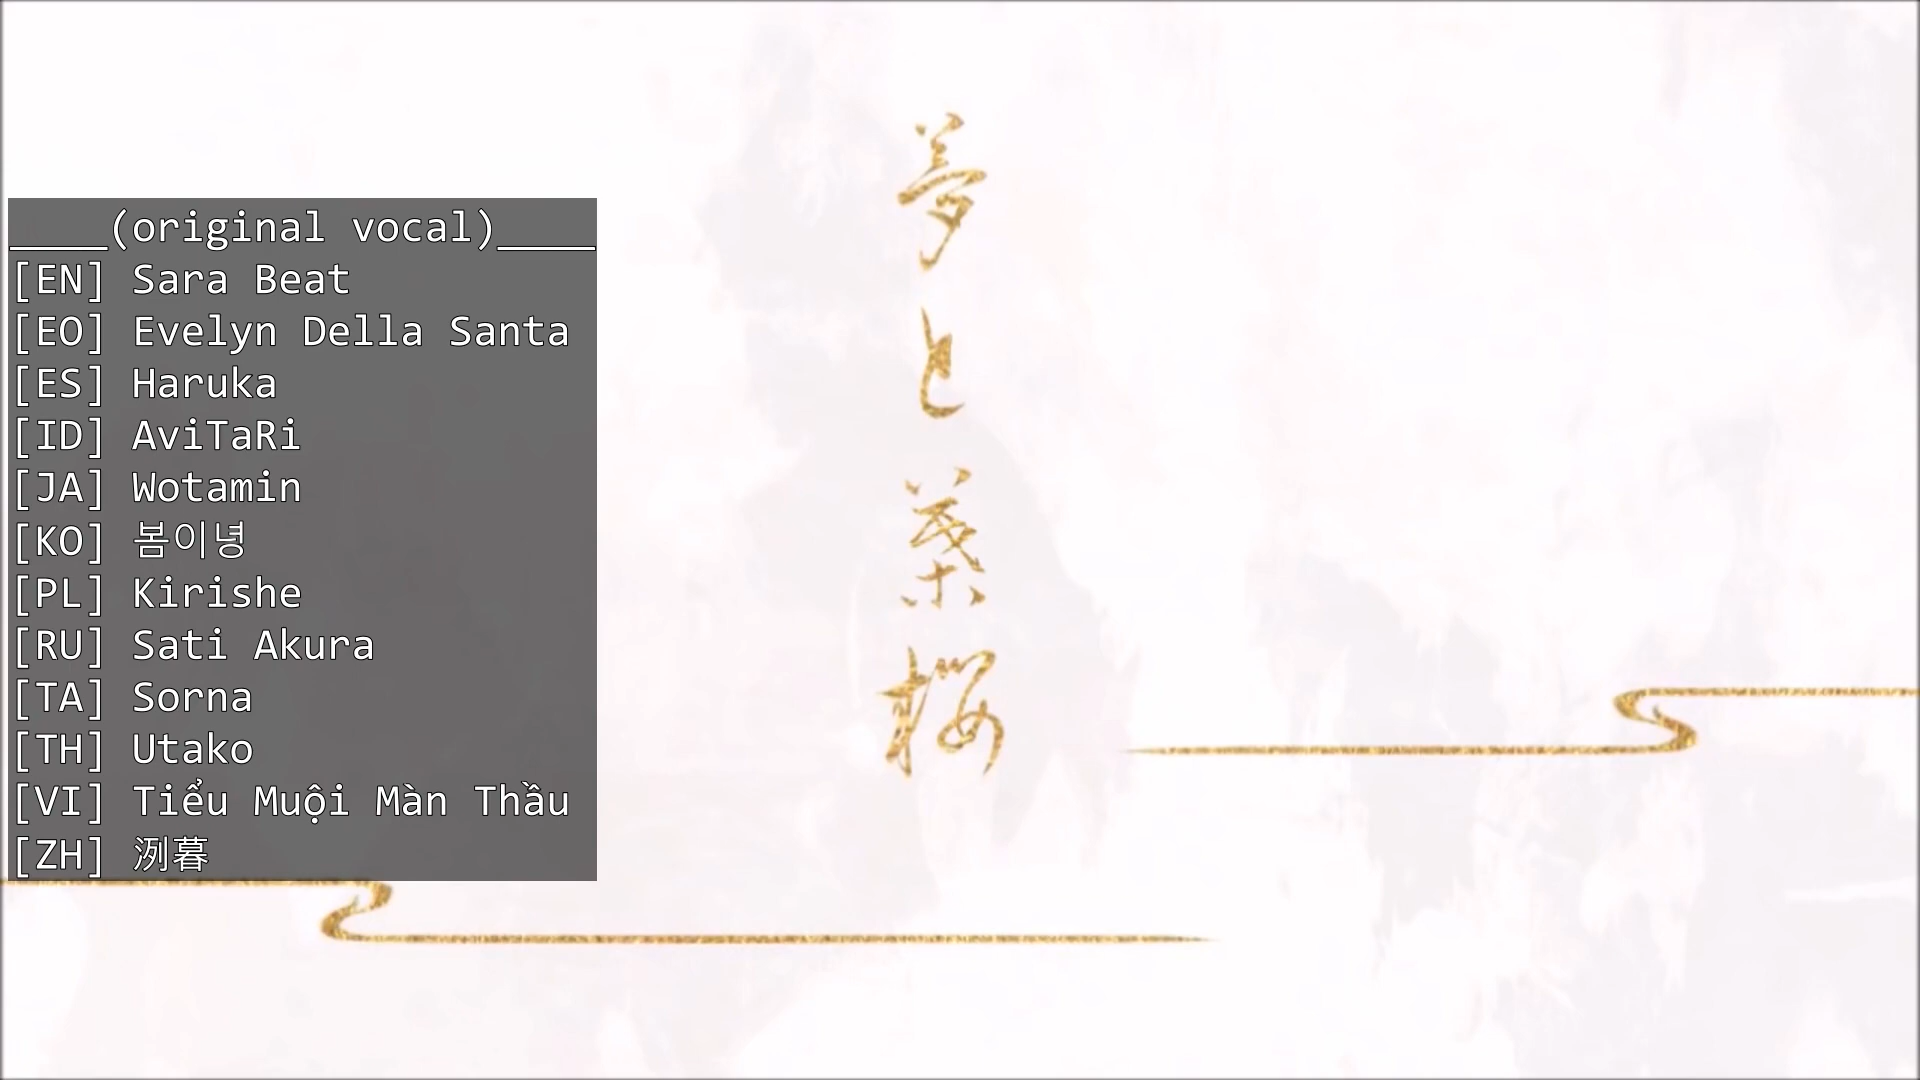 ____(original vocal)____
[EN] Sara Beat
[EO] Evelyn Della Santa
[ES] Haruka
[ID] AviTaRi
[JA] Wotamin
[KO] 봄이녕
[PL] Kirishe
[RU] Sati Akura
[TA] Sorna
[TH] Utako
[VI] Tiểu Muội Màn Thầu
[ZH] 洌暮
夢と葉桜